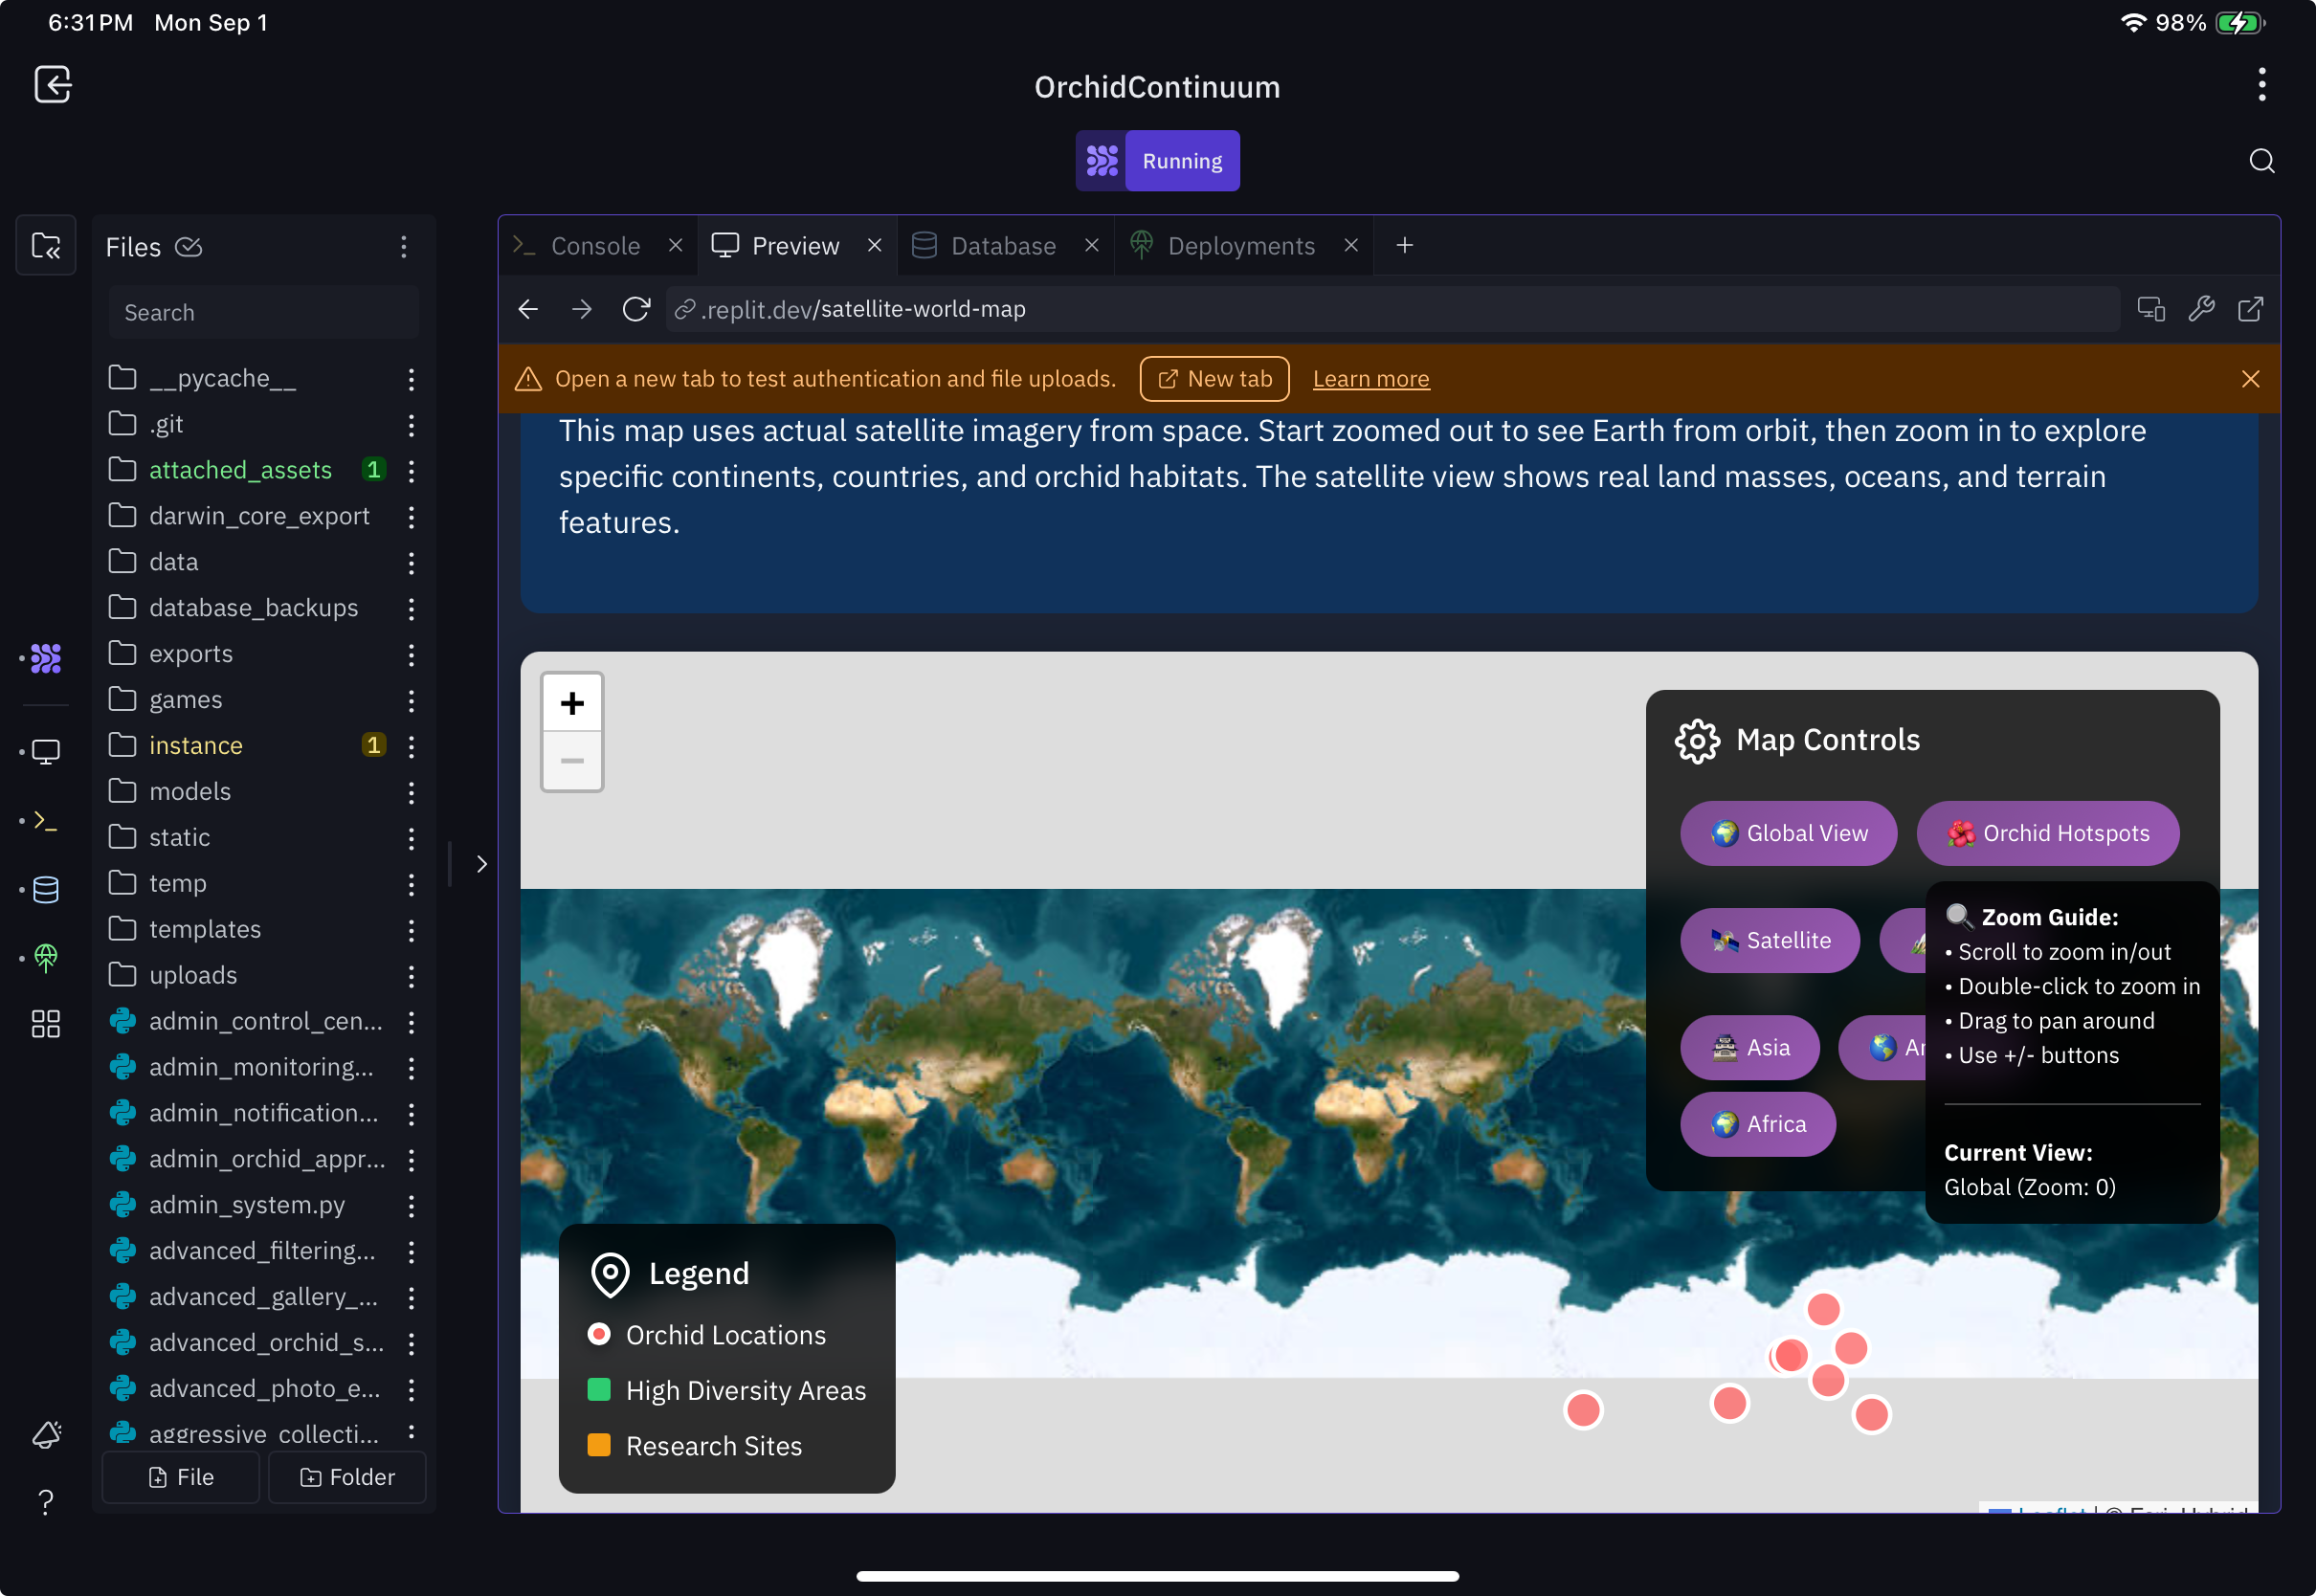 6:31 PM Mon Sep 1
98%
OrchidContinuum
Running
Files
Search
__pycache__
.git
attached_assets 1
darwin_core_export
data
database_backups
exports
games
instance 1
models
static
temp
templates
uploads
admin_control_cen...
admin_monitoring...
admin_notification...
admin_orchid_appr...
admin_system.py
advanced_filtering...
advanced_gallery_...
advanced_orchid_s...
advanced_photo_e...
aggressive_collecti...
File
Folder
Console
Preview
Database
Deployments
.replit.dev/satellite-world-map
Open a new tab to test authentication and file uploads.
New tab
Learn more
This map uses actual satellite imagery from space. Start zoomed out to see Earth from orbit, then zoom in to explore
specific continents, countries, and orchid habitats. The satellite view shows real land masses, oceans, and terrain
features.
+
−
Map Controls
Global View
Orchid Hotspots
Satellite
Asia
Africa
Zoom Guide:
• Scroll to zoom in/out
• Double-click to zoom in
• Drag to pan around
• Use +/- buttons
Current View:
Global (Zoom: 0)
Legend
Orchid Locations
High Diversity Areas
Research Sites
Leaflet | © Esri Hybrid